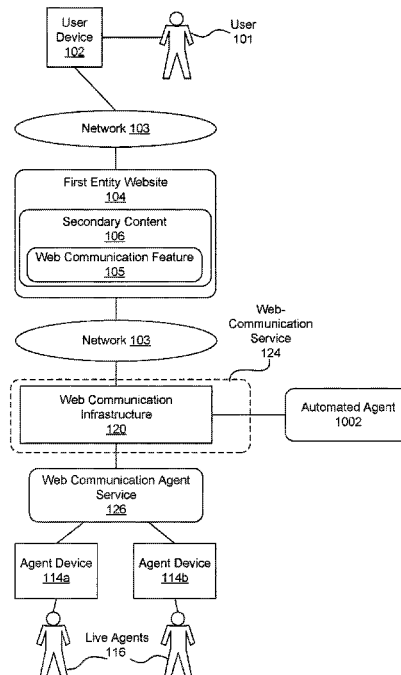 User
Device
102
User
101
Network 103
First Entity Website
104
Secondary Content
106
Web Communication Feature
105
Network 103
Web-
Communication
Service
124
Web Communication
Infrastructure
120
Automated Agent
1002
Web Communication Agent
Service
126
Agent Device
114a
Agent Device
114b
Live Agents
116